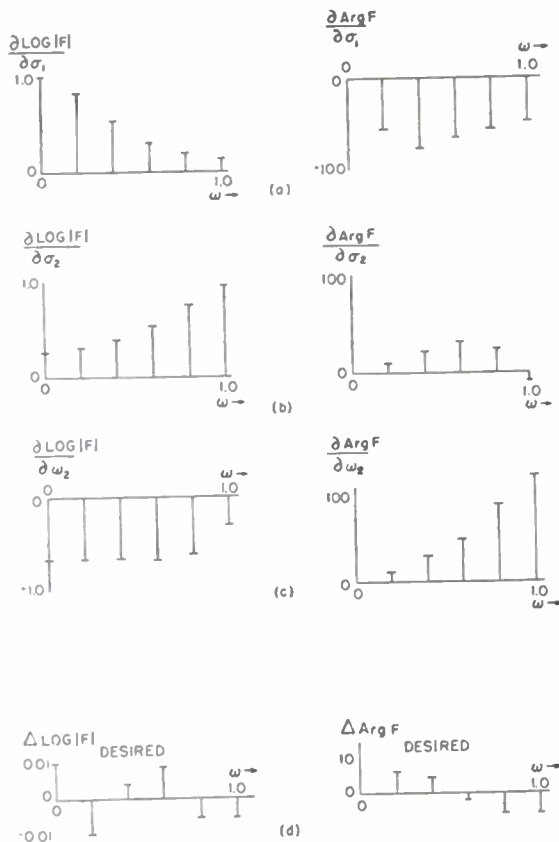 ∂LOG|F|
∂σ₁
1.0
0
0
1.0
ω→
∂ArgF
∂σ₁
ω→
0
1.0
0
-100
(a)
∂LOG|F|
∂σ₂
1.0
0
0
1.0
ω→
∂ArgF
∂σ₂
100
0
0
1.0
ω→
(b)
∂LOG|F|
∂ω₂
ω→
0
1.0
0
-1.0
∂ArgF
∂ω₂
100
0
0
1.0
ω→
(c)
ΔLOG|F|
DESIRED
0.01
0
-0.01
0
ω→
1.0
ΔArgF
DESIRED
10
0
0
ω→
1.0
(d)